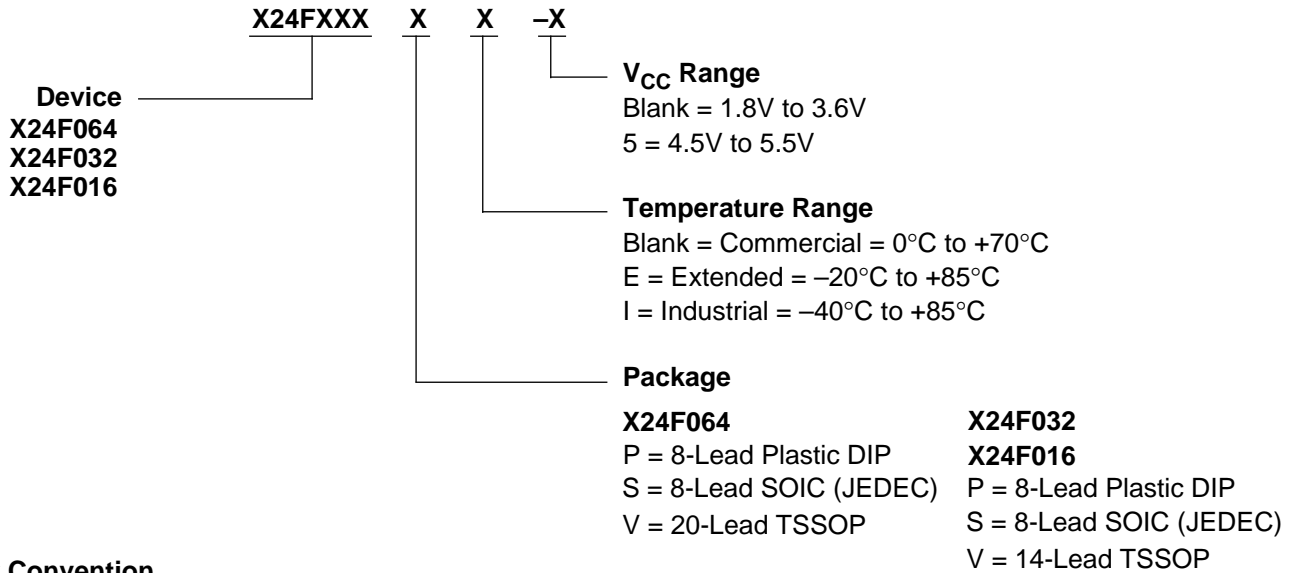 X24FXXX X X –X
Device
X24F064
X24F032
X24F016
VCC Range
Blank = 1.8V to 3.6V
5 = 4.5V to 5.5V
Temperature Range
Blank = Commercial = 0°C to +70°C
E = Extended = –20°C to +85°C
I = Industrial = –40°C to +85°C
Package
X24F064
P = 8-Lead Plastic DIP
S = 8-Lead SOIC (JEDEC)
V = 20-Lead TSSOP
X24F032
X24F016
P = 8-Lead Plastic DIP
S = 8-Lead SOIC (JEDEC)
V = 14-Lead TSSOP
Convention